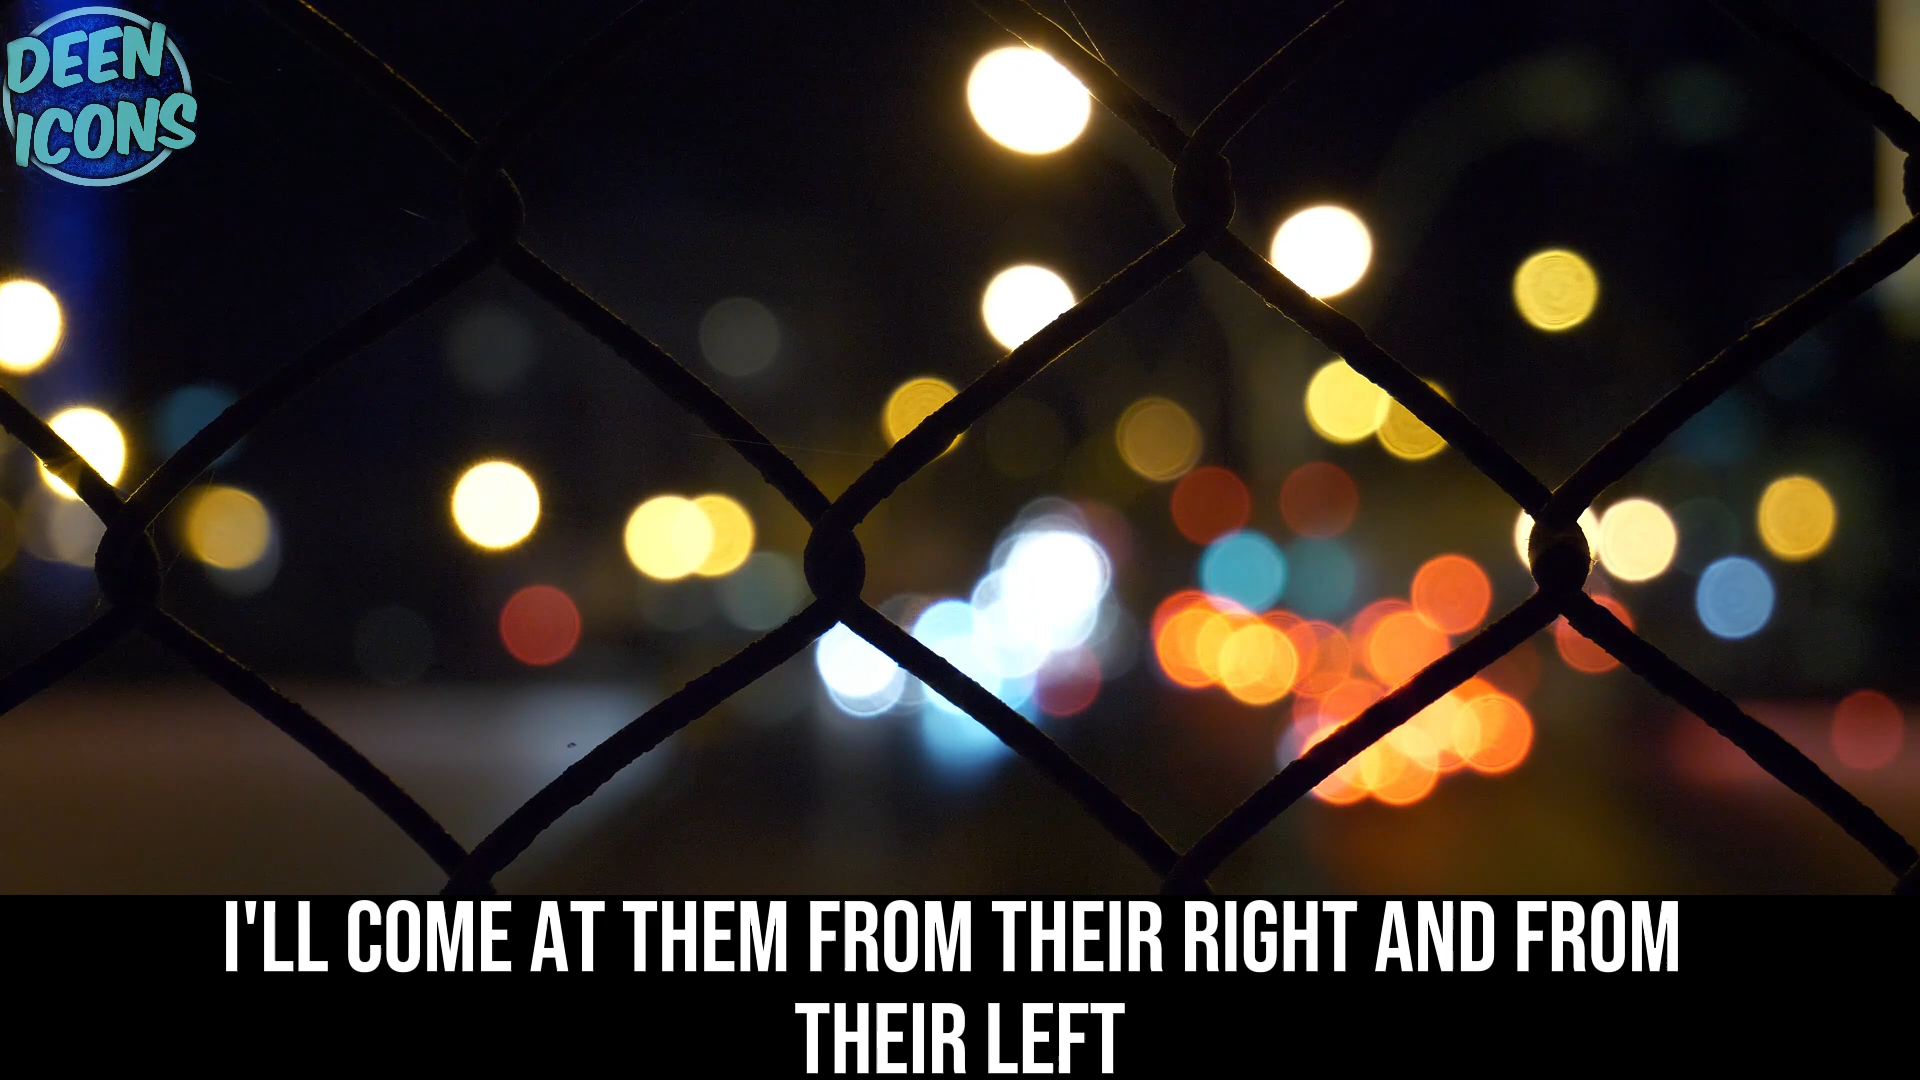 DEEN
ICONS
I'LL COME AT THEM FROM THEIR RIGHT AND FROM
THEIR LEFT